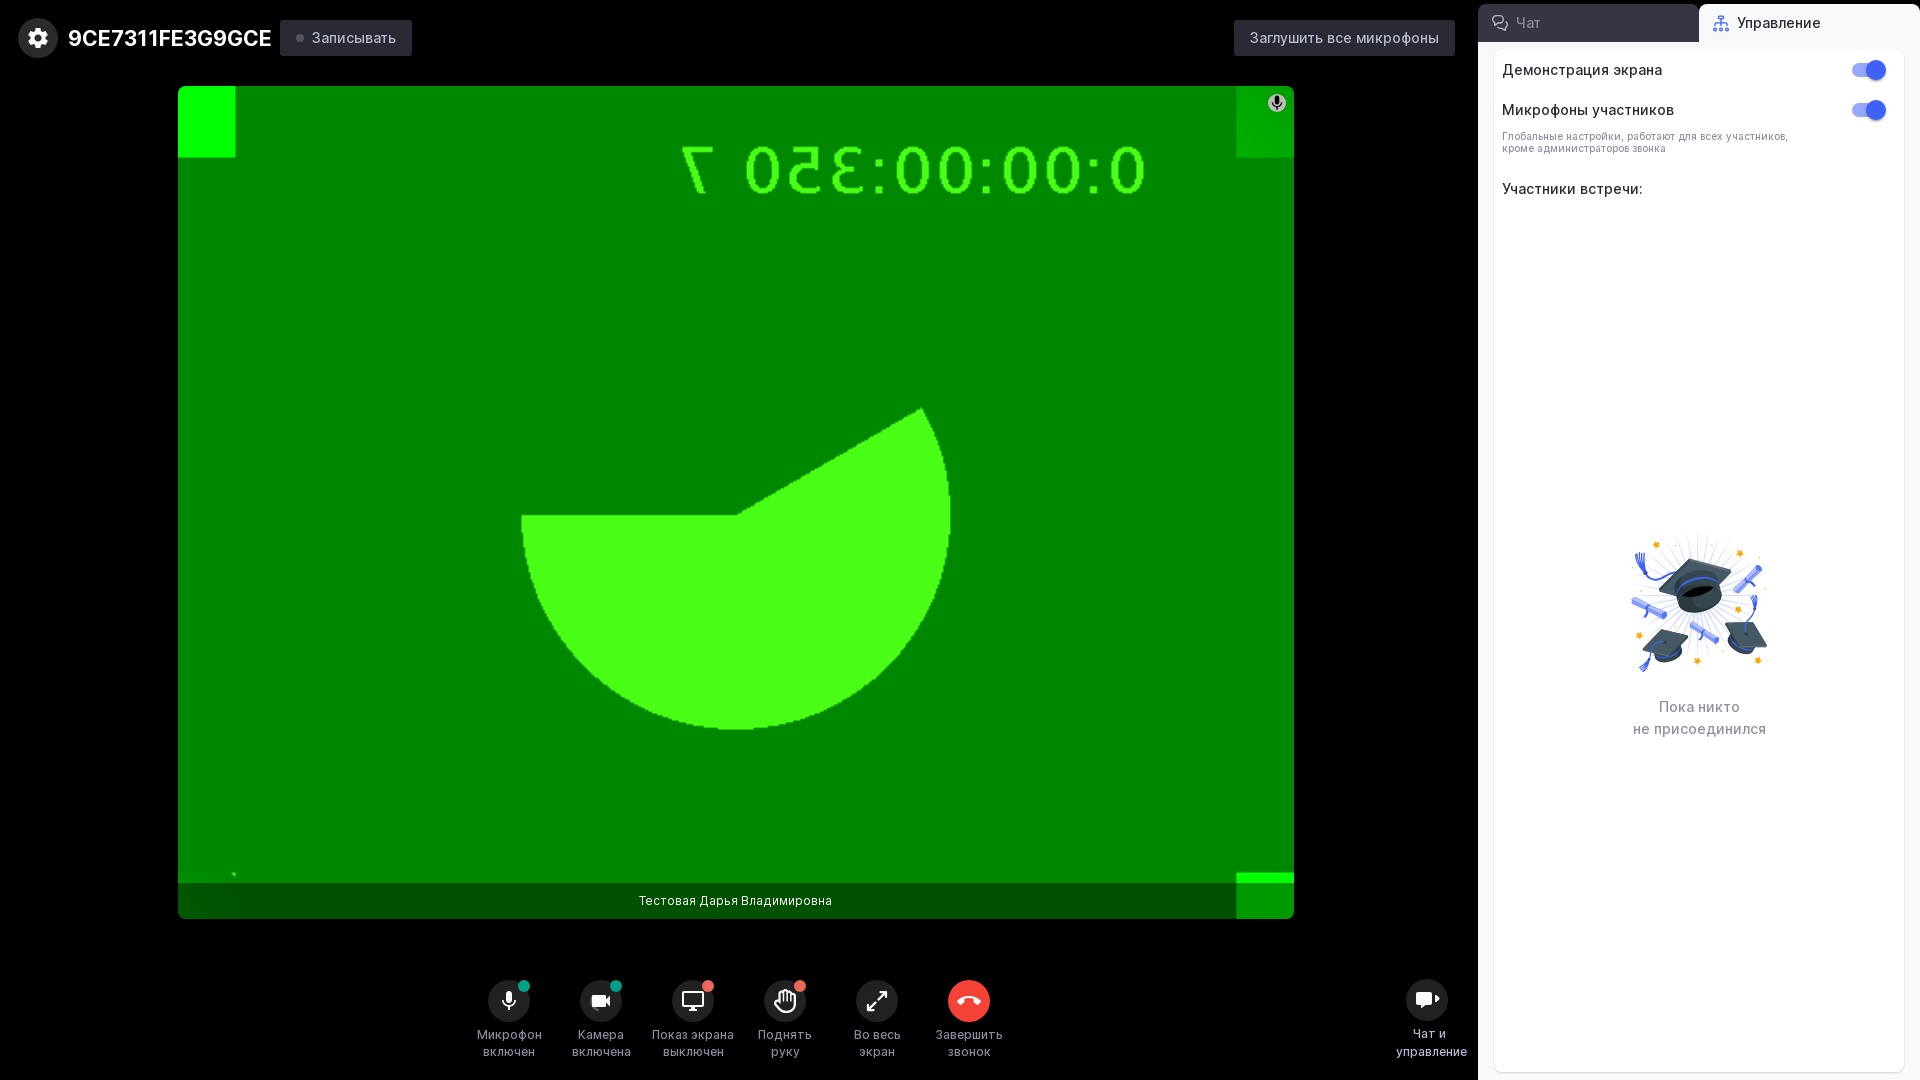 9CE7311FE3G9GCE
Записывать
Заглушить все микрофоны
Чат
Управление
Демонстрация экрана
Микрофоны участников
Глобальные настройки, работают для всех участников,
кроме администраторов звонка
Участники встречи:
0:00:00:350 7
Пока никто
не присоединился
Тестовая Дарья Владимировна
Микрофон
включен
Камера
включена
Показ экрана
выключен
Поднять
руку
Во весь
экран
Завершить
звонок
Чат и
управление